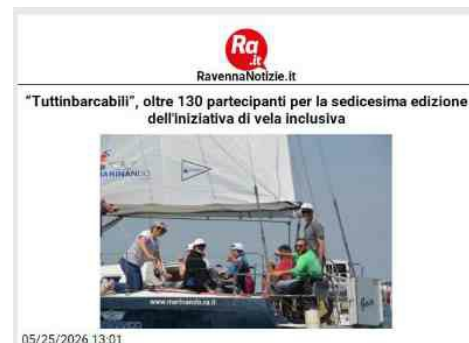 Ra
.it
RavennaNotizie.it
"Tuttinbarcabili", oltre 130 partecipanti per la sedicesima edizione
dell'iniziativa di vela inclusiva
MARINANDO
www.marinando.ra.it
05/25/2026 13:01